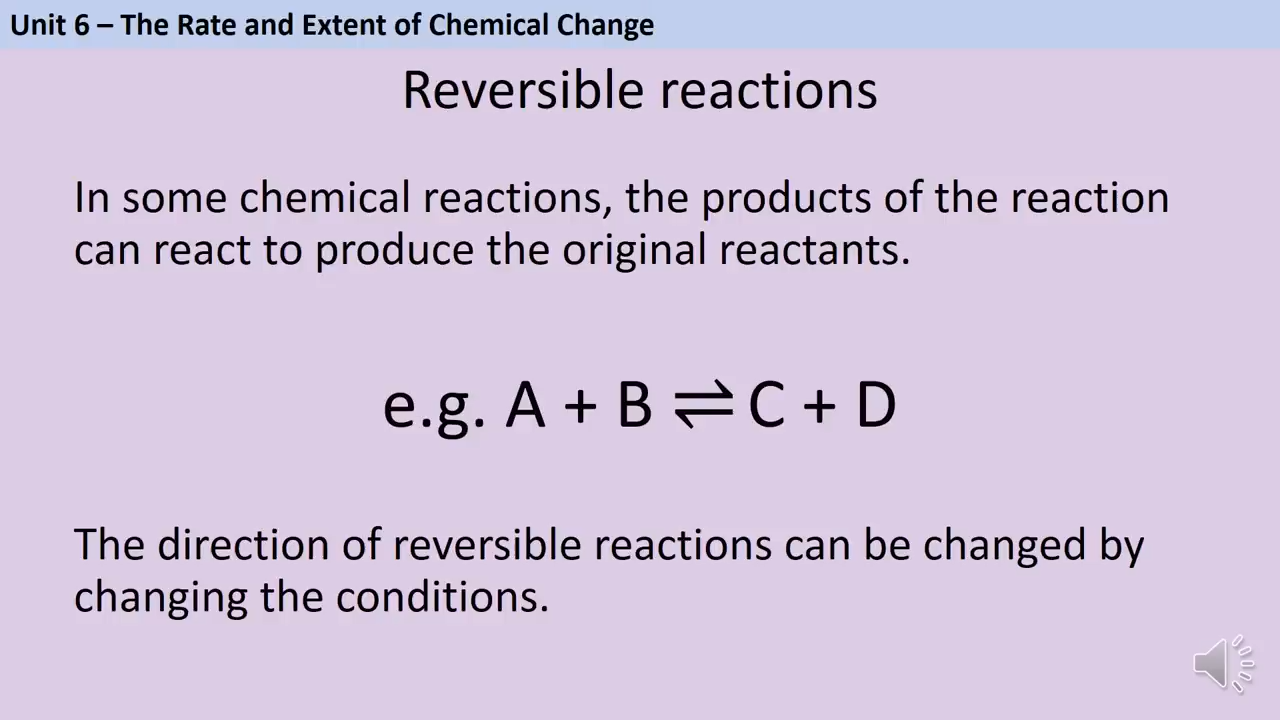 Unit 6 – The Rate and Extent of Chemical Change
Reversible reactions
In some chemical reactions, the products of the reaction
can react to produce the original reactants.
e.g. A + B ⇌ C + D
The direction of reversible reactions can be changed by
changing the conditions.